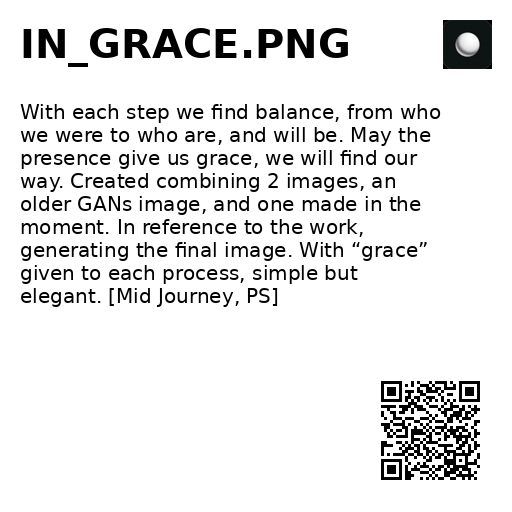 IN_GRACE.PNG
With each step we find balance, from who
we were to who are, and will be. May the
presence give us grace, we will find our
way. Created combining 2 images, an
older GANs image, and one made in the
moment. In reference to the work,
generating the final image. With “grace”
given to each process, simple but
elegant. [Mid Journey, PS]